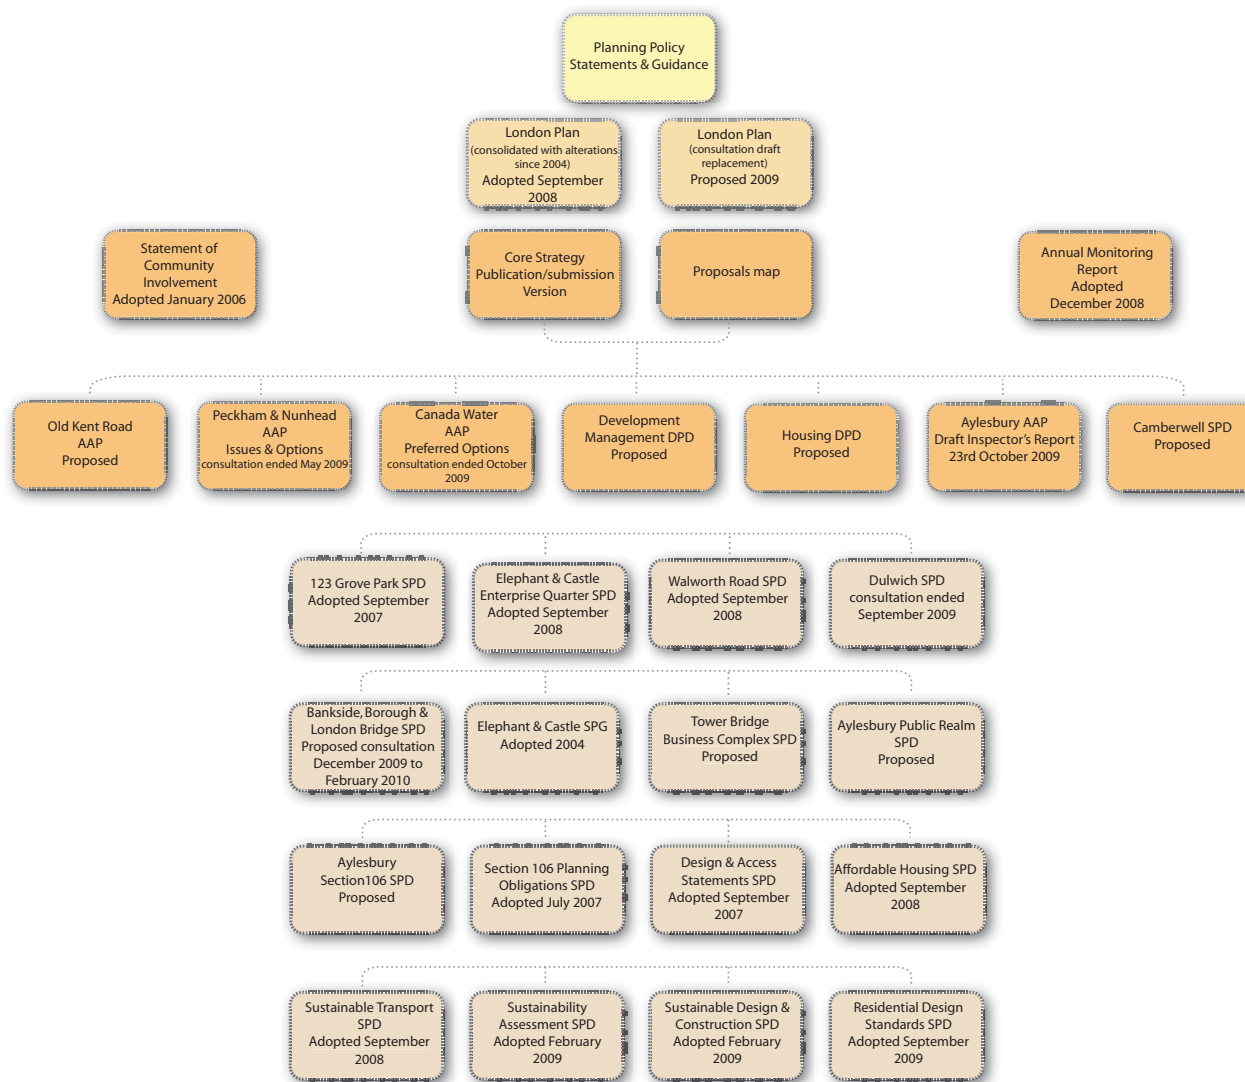 Planning Policy
Statements & Guidance
London Plan
(consolidated with alterations
since 2004)
Adopted September
2008
London Plan
(consultation draft
replacement)
Proposed 2009
Statement of
Community
Involvement
Adopted January 2006
Core Strategy
Publication/submission
Version
Proposals map
Annual Monitoring
Report
Adopted
December 2008
Old Kent Road
AAP
Proposed
Peckham & Nunhead
AAP
Issues & Options
consultation ended May 2009
Canada Water
AAP
Preferred Options
consultation ended October
2009
Development
Management DPD
Proposed
Housing DPD
Proposed
Aylesbury AAP
Draft Inspector's Report
23rd October 2009
Camberwell SPD
Proposed
123 Grove Park SPD
Adopted September
2007
Elephant & Castle
Enterprise Quarter SPD
Adopted September
2008
Walworth Road SPD
Adopted September
2008
Dulwich SPD
consultation ended
September 2009
Bankside, Borough &
London Bridge SPD
Proposed consultation
December 2009 to
February 2010
Elephant & Castle SPG
Adopted 2004
Tower Bridge
Business Complex SPD
Proposed
Aylesbury Public Realm
SPD
Proposed
Aylesbury
Section106 SPD
Proposed
Section 106 Planning
Obligations SPD
Adopted July 2007
Design & Access
Statements SPD
Adopted September
2007
Affordable Housing SPD
Adopted September
2008
Sustainable Transport
SPD
Adopted September
2008
Sustainability
Assessment SPD
Adopted February
2009
Sustainable Design &
Construction SPD
Adopted February
2009
Residential Design
Standards SPD
Adopted September
2009